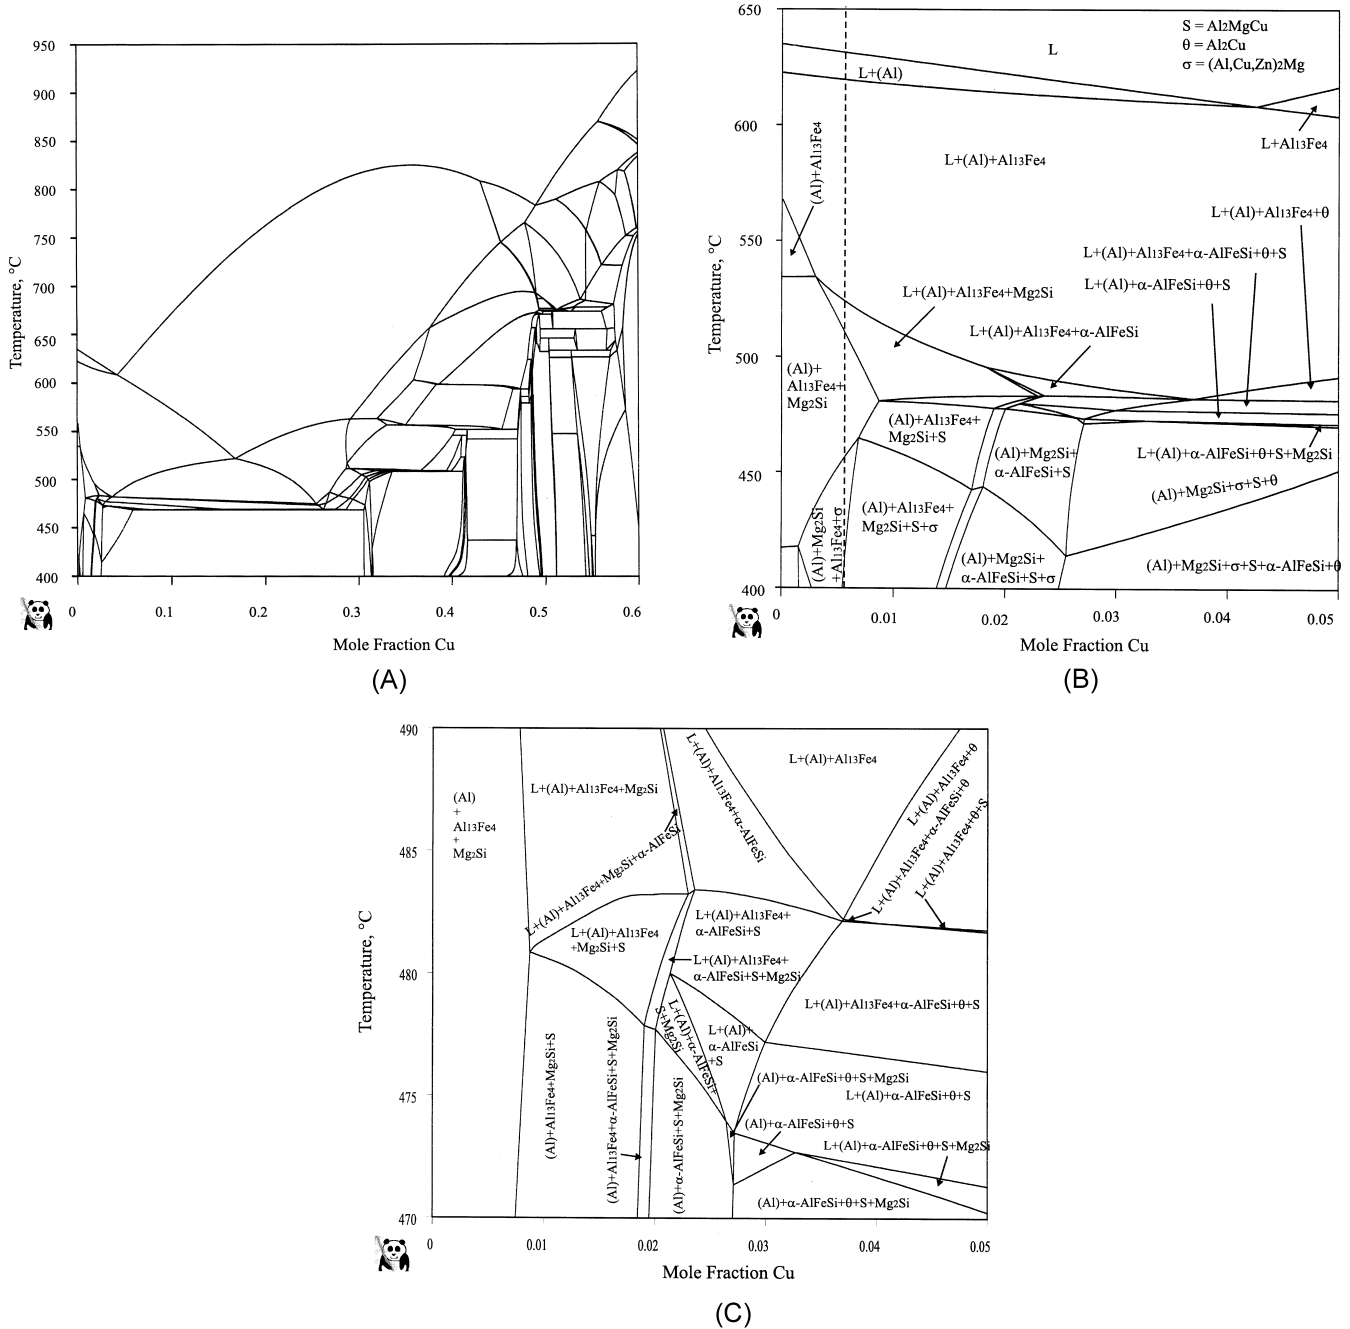 950
900
850
800
750
700
650
600
550
500
450
400
Temperature, °C
0
0.1
0.2
0.3
0.4
0.5
0.6
Mole Fraction Cu
(A)
650
600
550
500
450
400
Temperature, °C
S = Al2MgCu
θ = Al2Cu
σ = (Al,Cu,Zn)2Mg
L
L+(Al)
L+Al13Fe4
(Al)+Al13Fe4
L+(Al)+Al13Fe4
L+(Al)+Al13Fe4+θ
L+(Al)+Al13Fe4+α-AlFeSi+θ+S
L+(Al)+α-AlFeSi+θ+S
L+(Al)+Al13Fe4+Mg2Si
L+(Al)+Al13Fe4+α-AlFeSi
(Al)+
Al13Fe4+
Mg2Si
(Al)+Al13Fe4+
Mg2Si+S
(Al)+Mg2Si+
α-AlFeSi+S
L+(Al)+α-AlFeSi+θ+S+Mg2Si
(Al)+Mg2Si+σ+S+θ
(Al)+Mg2Si
+Al13Fe4+σ
(Al)+Al13Fe4+
Mg2Si+S+σ
(Al)+Mg2Si+
α-AlFeSi+S+σ
(Al)+Mg2Si+σ+S+α-AlFeSi+θ
0
0.01
0.02
0.03
0.04
0.05
Mole Fraction Cu
(B)
490
485
480
475
470
Temperature, °C
(Al)
+
Al13Fe4
+
Mg2Si
L+(Al)+Al13Fe4+Mg2Si
L+(Al)+Al13Fe4+Mg2Si+α-AlFeSi
L+(Al)+Al13Fe4+α-AlFeSi
L+(Al)+Al13Fe4
L+(Al)+Al13Fe4+θ
L+(Al)+Al13Fe4+α-AlFeSi+θ
L+(Al)+Al13Fe4+θ+S
L+(Al)+Al13Fe4
+Mg2Si+S
L+(Al)+Al13Fe4+
α-AlFeSi+S
L+(Al)+Al13Fe4+
α-AlFeSi+S+Mg2Si
L+(Al)+Al13Fe4+α-AlFeSi+θ+S
L+(Al)+α-AlFeSi+
S+Mg2Si
L+(Al)+
α-AlFeSi
+S
(Al)+Al13Fe4+Mg2Si+S
(Al)+Al13Fe4+α-AlFeSi+S+Mg2Si
(Al)+α-AlFeSi+S+Mg2Si
(Al)+α-AlFeSi+θ+S+Mg2Si
L+(Al)+α-AlFeSi+θ+S
(Al)+α-AlFeSi+θ+S
L+(Al)+α-AlFeSi+θ+S+Mg2Si
(Al)+α-AlFeSi+θ+S+Mg2Si
0
0.01
0.02
0.03
0.04
0.05
Mole Fraction Cu
(C)